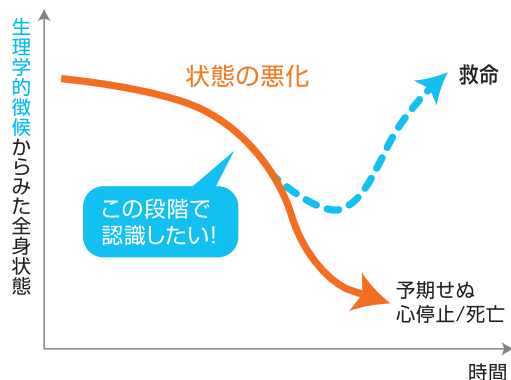 生理学的徴候からみた全身状態
状態の悪化
救命
この段階で
認識したい!
予期せぬ
心停止/死亡
時間